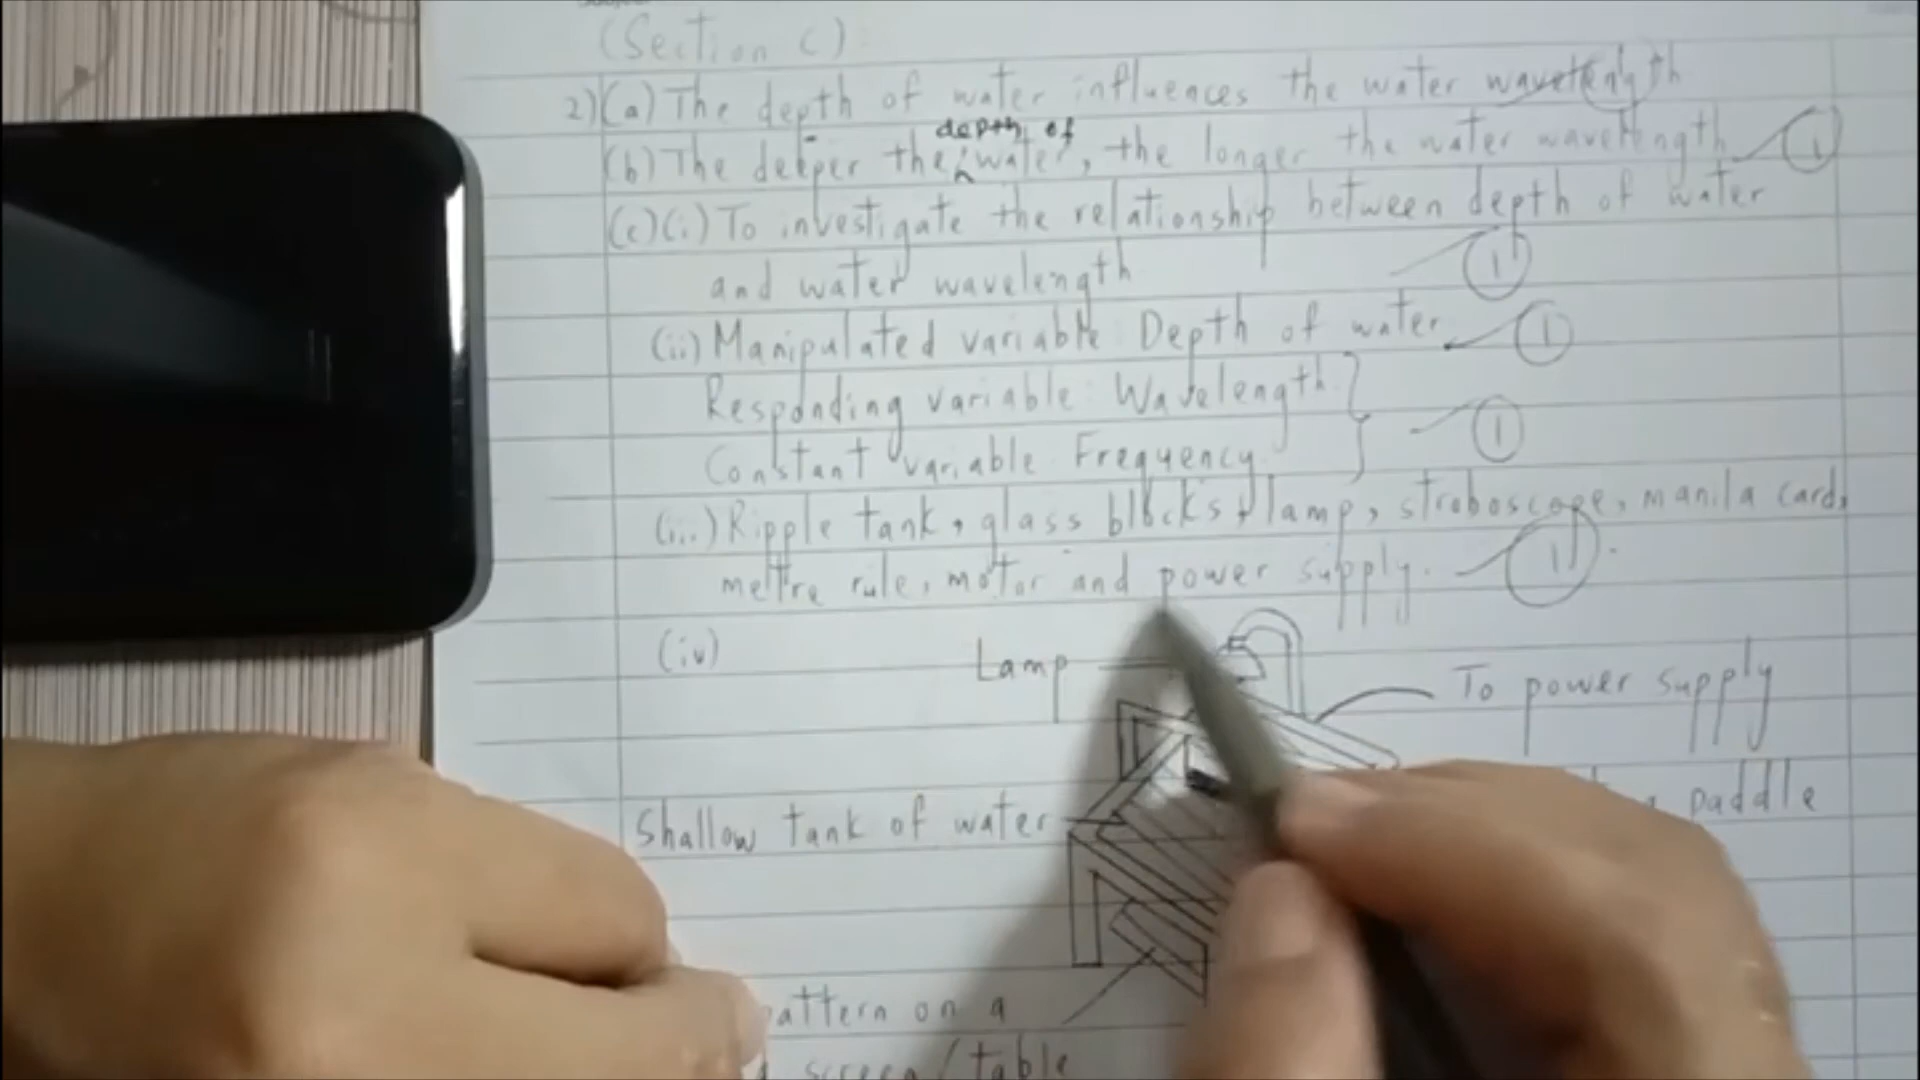 (Section C)
2)(a) The depth of water influences the water wavelength
depth of
(b) The deeper the water, the longer the water wavelength 1
(c)(i) To investigate the relationship between depth of water
and water wavelength 1
(ii) Manipulated variable: Depth of water 1
Responding variable: Wavelength
Constant variable: Frequency 1
(iii) Ripple tank, glass blocks, lamp, stroboscope, manila card,
mettre rule, motor and power supply. 1
(iv) Lamp
To power supply
paddle
Shallow tank of water
pattern on a
screen/table